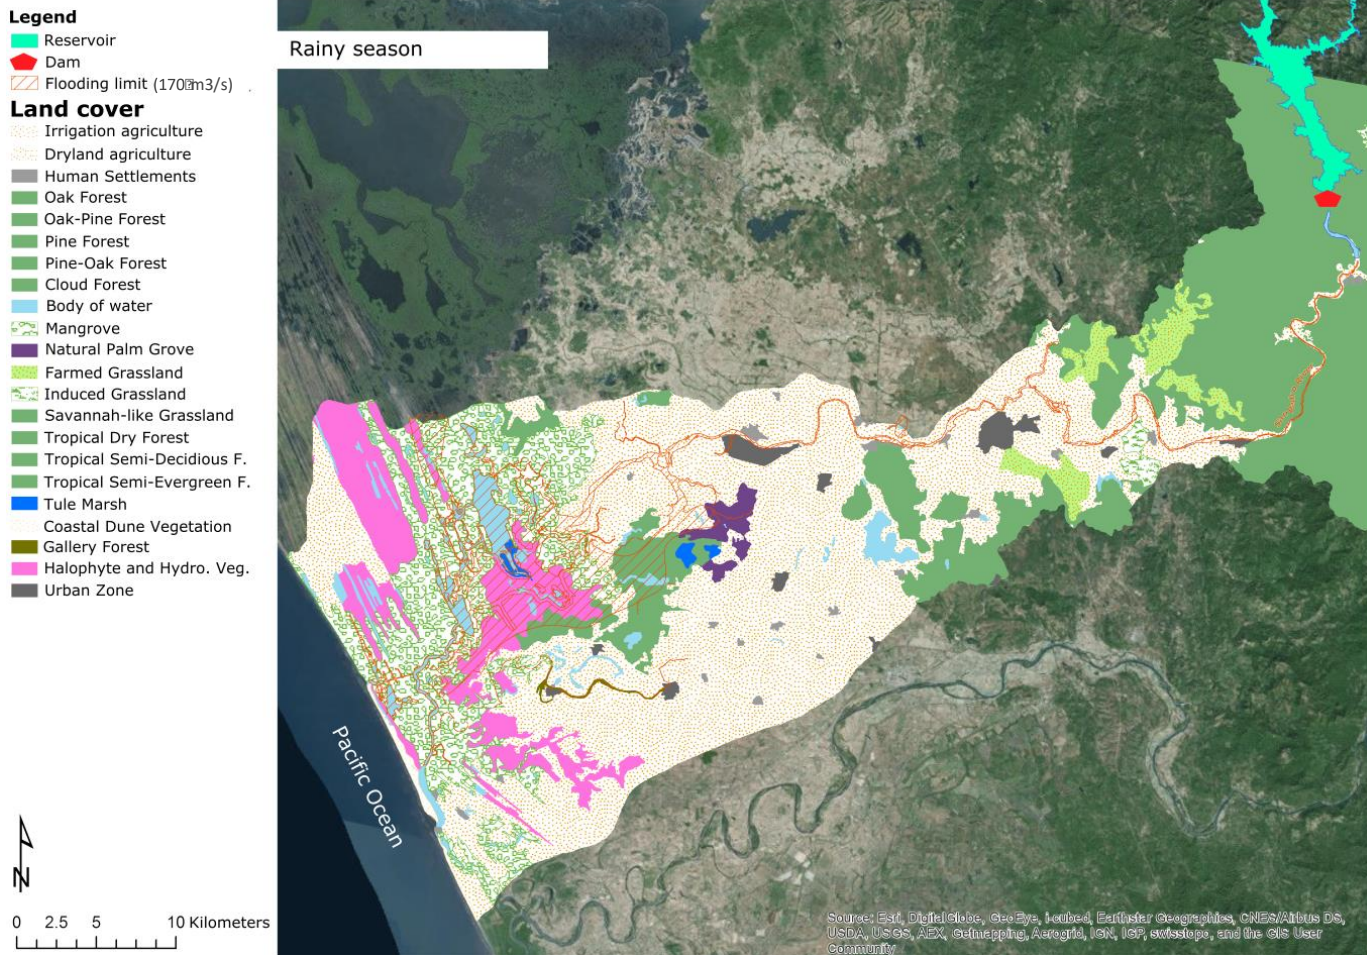 Legend
Reservoir
Dam
Flooding limit (170⍰m3/s)
Land cover
Irrigation agriculture
Dryland agriculture
Human Settlements
Oak Forest
Oak-Pine Forest
Pine Forest
Pine-Oak Forest
Cloud Forest
Body of water
Mangrove
Natural Palm Grove
Farmed Grassland
Induced Grassland
Savannah-like Grassland
Tropical Dry Forest
Tropical Semi-Decidious F.
Tropical Semi-Evergreen F.
Tule Marsh
Coastal Dune Vegetation
Gallery Forest
Halophyte and Hydro. Veg.
Urban Zone
N
0 2.5 5 10 Kilometers
Rainy season
Pacific Ocean
Source: Esri, DigitalGlobe, GeoEye, i-cubed, Earthstar Geographics, CNES/Airbus DS,
USDA, USGS, AEX, Getmapping, Aerogrid, IGN, IGP, swisstopo, and the GIS User
Community